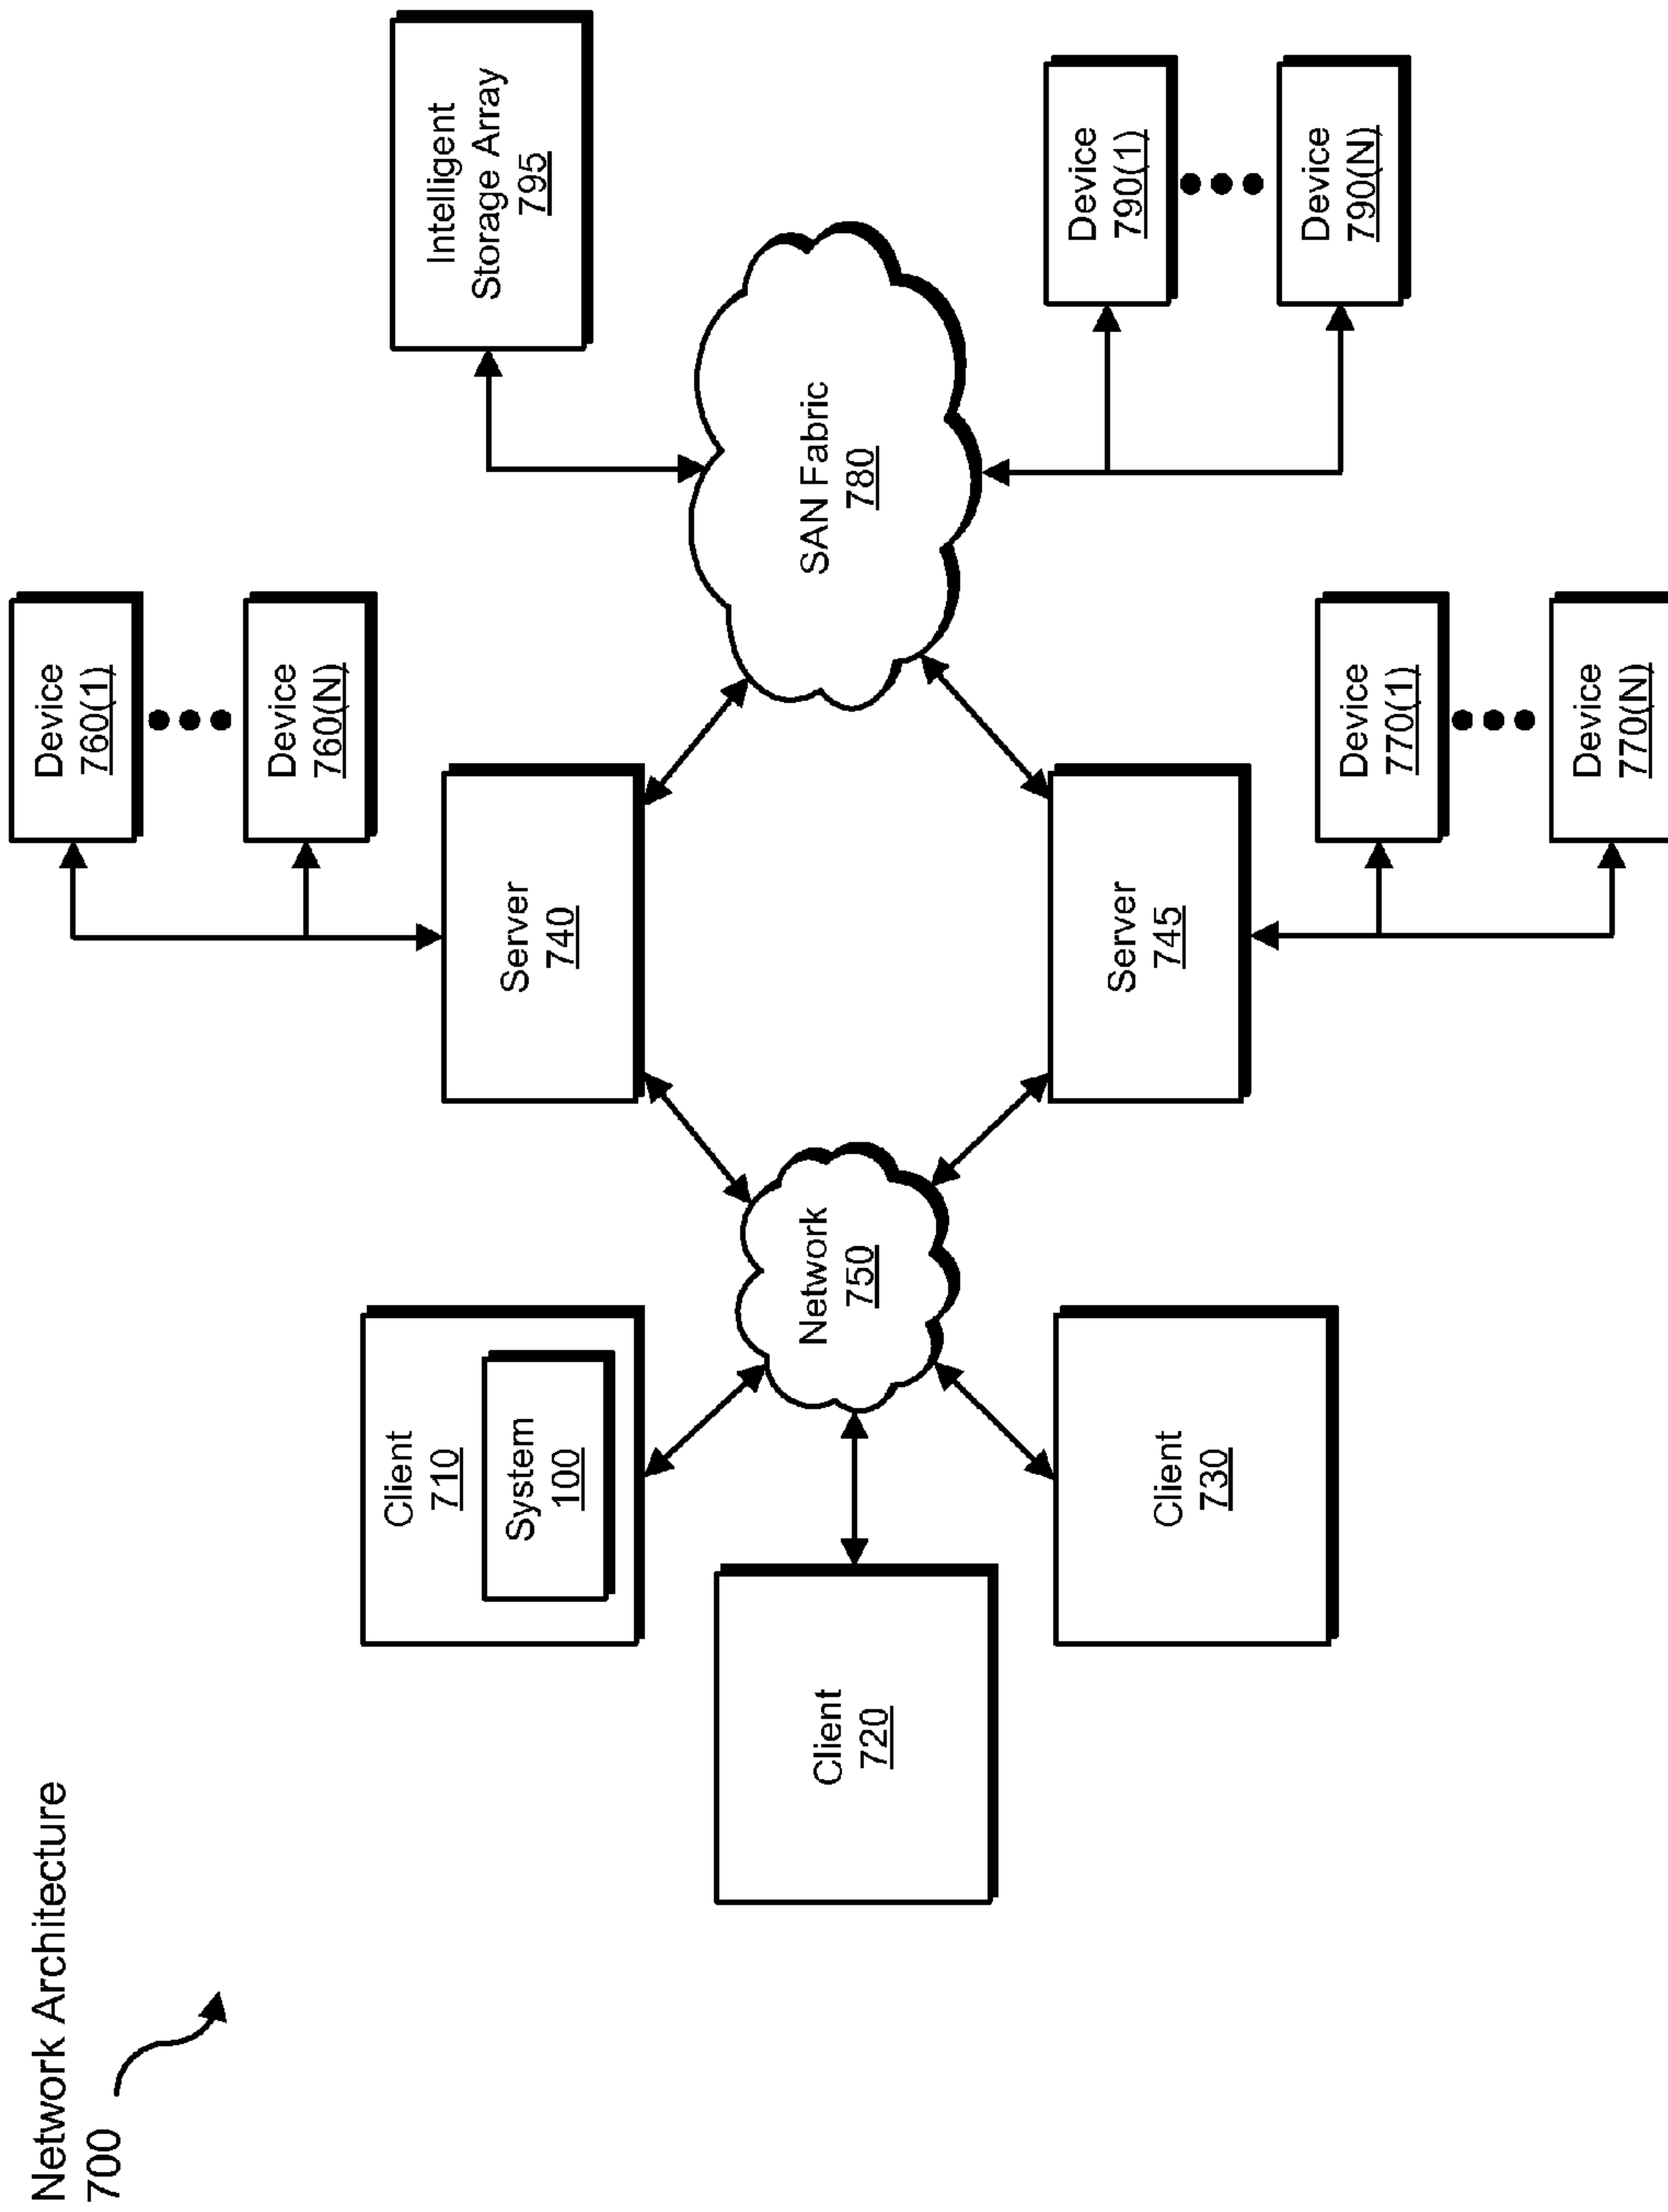 Network Architecture
700
Client
710
System
100
Client
720
Client
730
Network
750
Server
740
Server
745
Device
760(1)
Device
760(N)
Device
770(1)
Device
770(N)
SAN Fabric
780
Intelligent
Storage Array
795
Device
790(1)
Device
790(N)